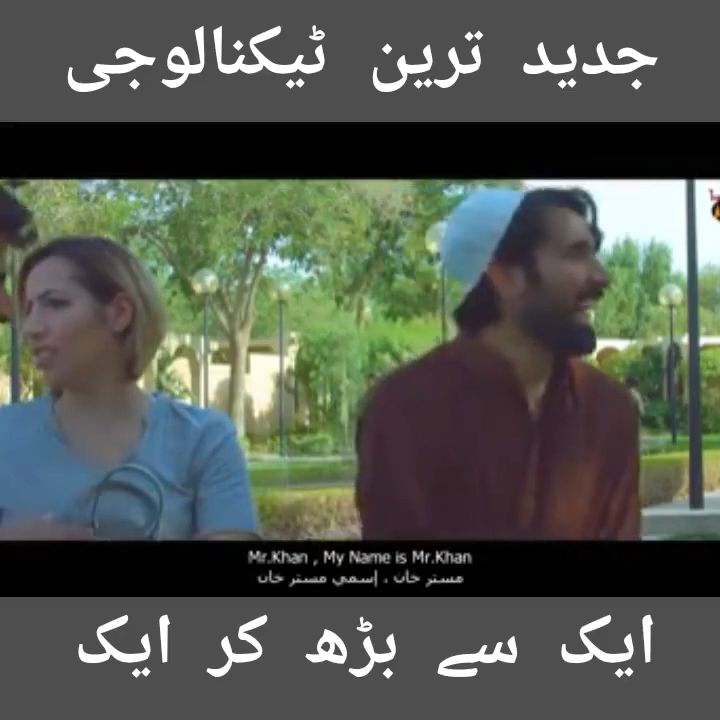 جدید ترین ٹیکنالوجی
Mr.Khan , My Name is Mr.Khan
مستر خان ، إسمي مستر خان
ایک سے بڑھ کر ایک